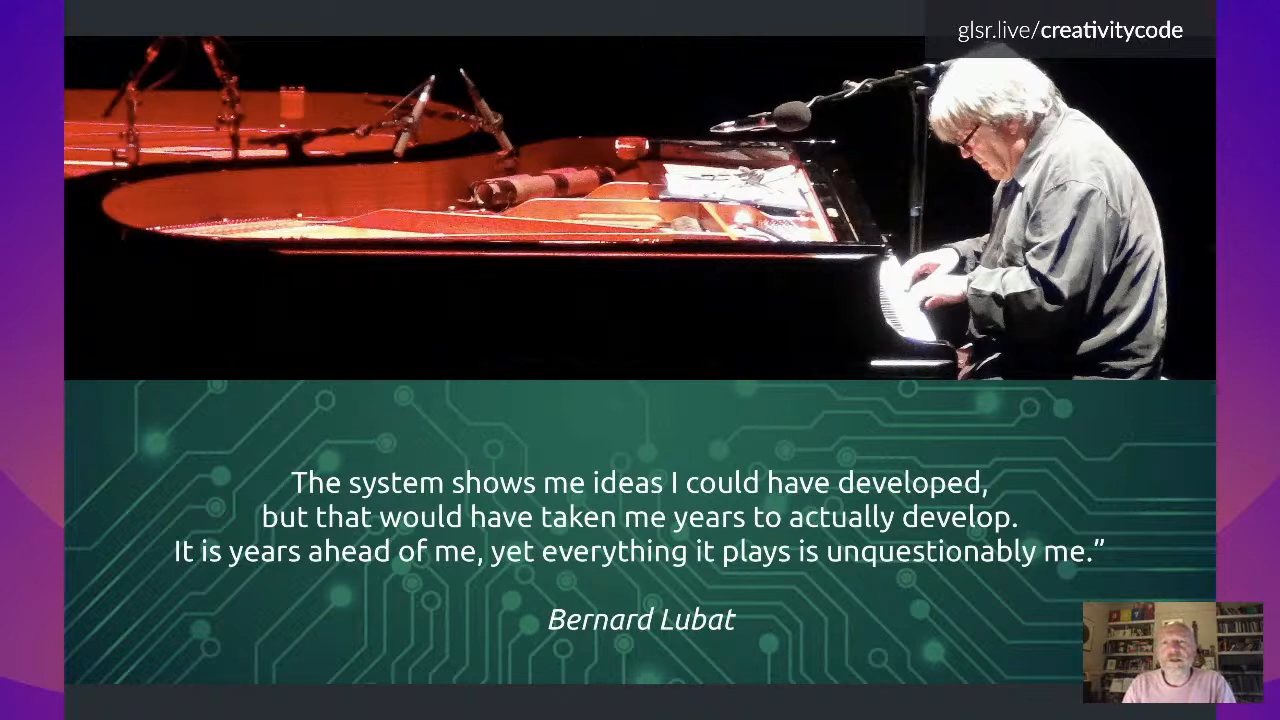 glsr.live/creativitycode
The system shows me ideas I could have developed,
but that would have taken me years to actually develop.
It is years ahead of me, yet everything it plays is unquestionably me.”
Bernard Lubat